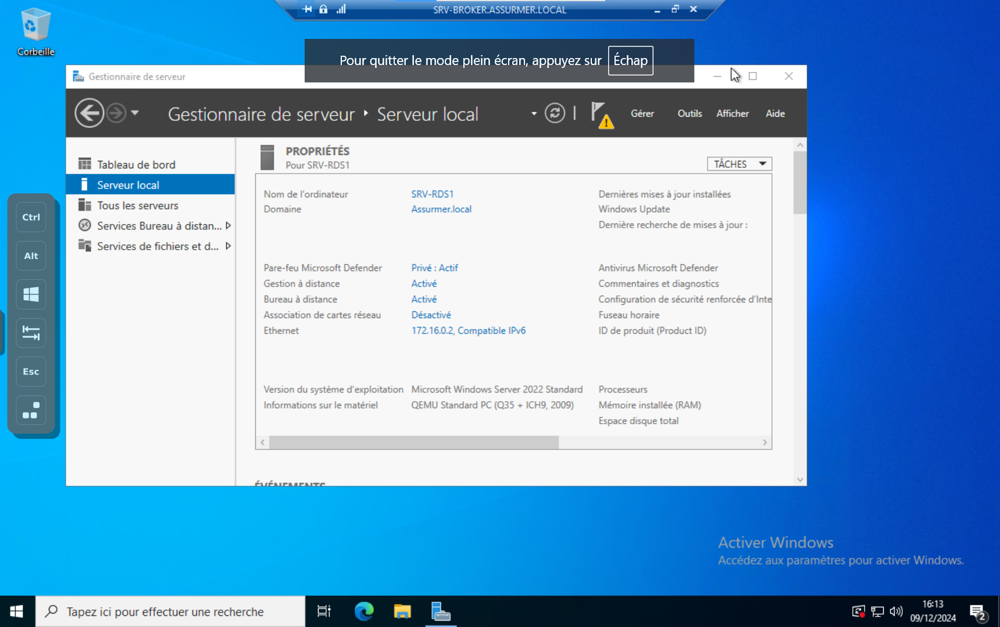 SRV-BROKER.ASSURMER.LOCAL
Corbeille
Pour quitter le mode plein écran, appuyez sur Échap
Gestionnaire de serveur
Gestionnaire de serveur ‣ Serveur local
Gérer Outils Afficher Aide
Tableau de bord
Serveur local
Tous les serveurs
Services Bureau à distan...
Services de fichiers et d...
Ctrl
Alt
Esc
PROPRIÉTÉS
Pour SRV-RDS1
TÂCHES
Nom de l'ordinateur SRV-RDS1 Dernières mises à jour installées
Domaine Assurmer.local Windows Update
Dernière recherche de mises à jour :
Pare-feu Microsoft Defender Privé : Actif Antivirus Microsoft Defender
Gestion à distance Activé Commentaires et diagnostics
Bureau à distance Activé Configuration de sécurité renforcée d'Inte
Association de cartes réseau Désactivé Fuseau horaire
Ethernet 172.16.0.2, Compatible IPv6 ID de produit (Product ID)
Version du système d'exploitation Microsoft Windows Server 2022 Standard Processeurs
Informations sur le matériel QEMU Standard PC (Q35 + ICH9, 2009) Mémoire installée (RAM)
Espace disque total
ÉVÉNEMENTS
Activer Windows
Accédez aux paramètres pour activer Windows.
Tapez ici pour effectuer une recherche
16:13
09/12/2024
2